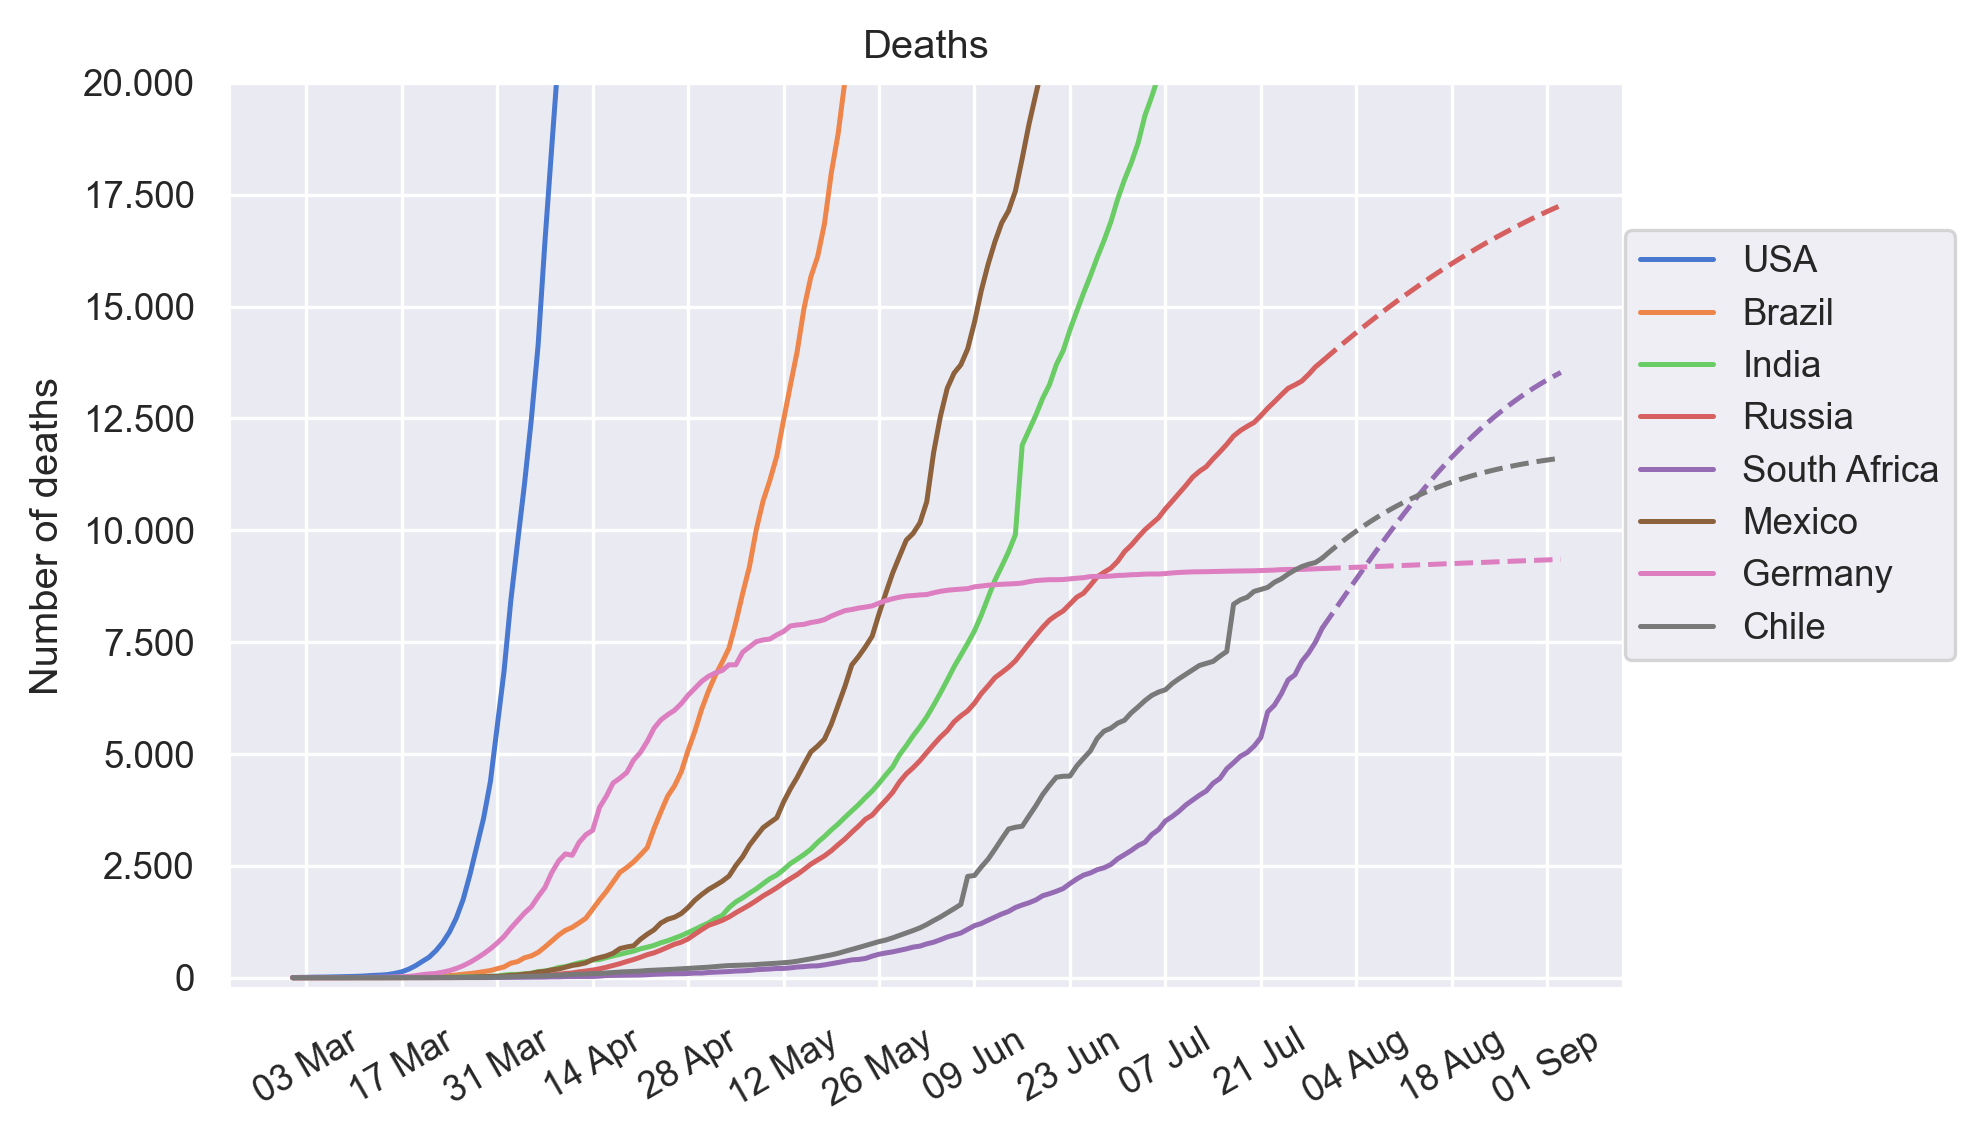 Deaths
20.000
17.500
15.000
12.500
10.000
7.500
5.000
2.500
0
Number of deaths
03 Mar
17 Mar
31 Mar
14 Apr
28 Apr
12 May
26 May
09 Jun
23 Jun
07 Jul
21 Jul
04 Aug
18 Aug
01 Sep
USA
Brazil
India
Russia
South Africa
Mexico
Germany
Chile